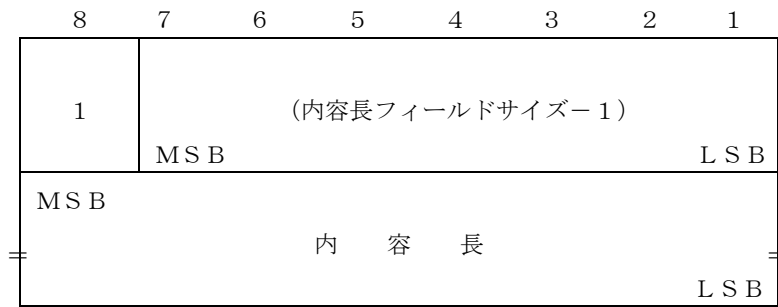 ８ ７ ６ ５ ４ ３ ２ １
１ （内容長フィールドサイズ－１）
ＭＳＢ ＬＳＢ
ＭＳＢ
内 容 長
ＬＳＢ